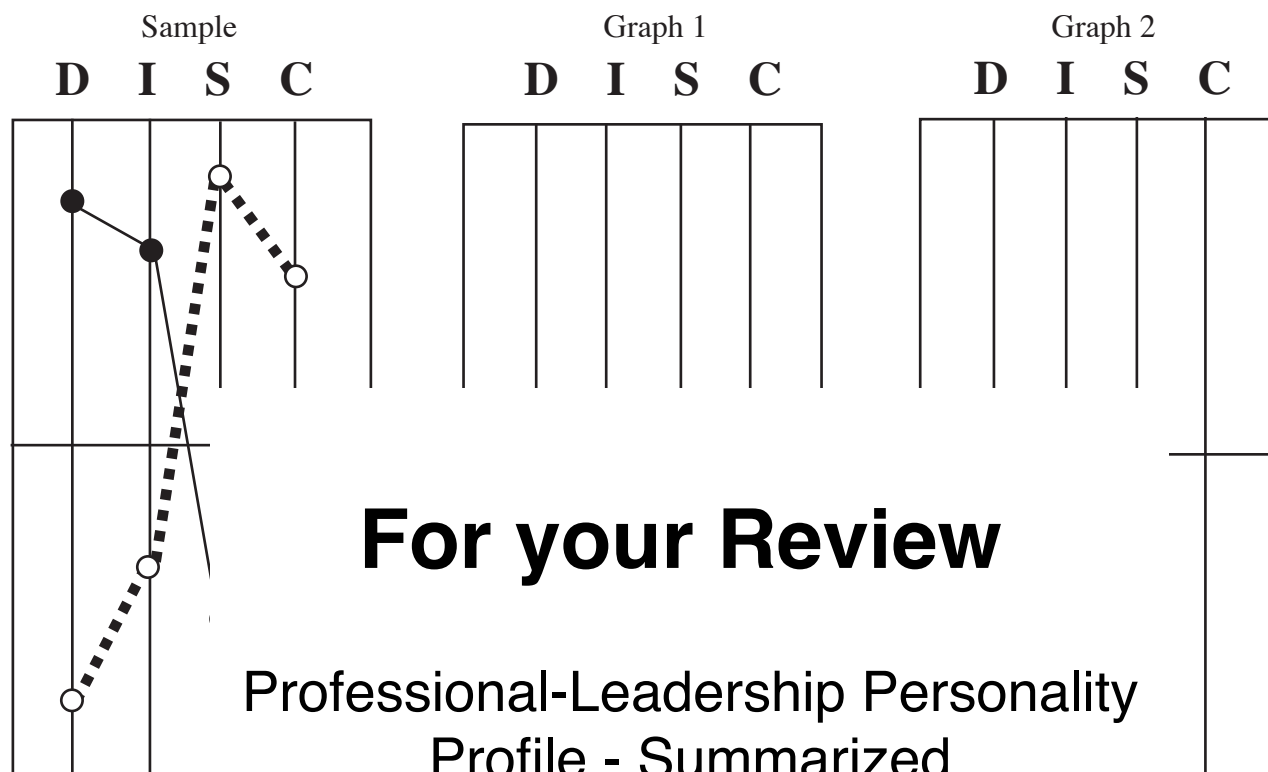 Sample Graph 1 Graph 2
D I S C D I S C D I S C
For your Review
Professional-Leadership Personality
Profile - Summarized